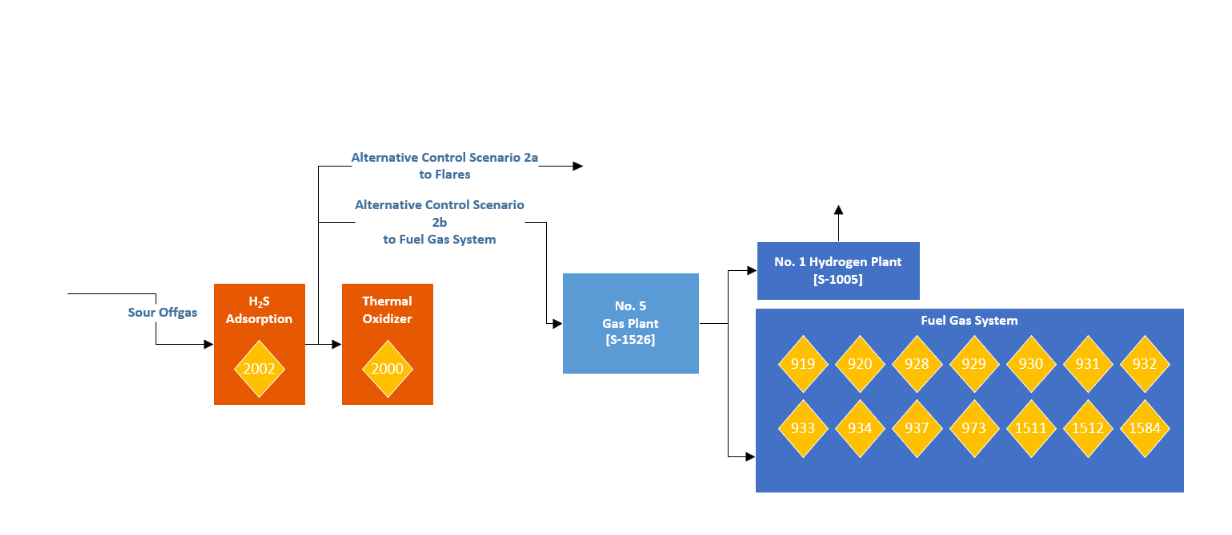 Alternative Control Scenario 2a
to Flares
Alternative Control Scenario
2b
to Fuel Gas System
Sour Offgas
H₂S
Adsorption
2002
Thermal
Oxidizer
2000
No. 5
Gas Plant
[S-1526]
No. 1 Hydrogen Plant
[S-1005]
Fuel Gas System
919 920 928 929 930 931 932
933 934 937 973 1511 1512 1584